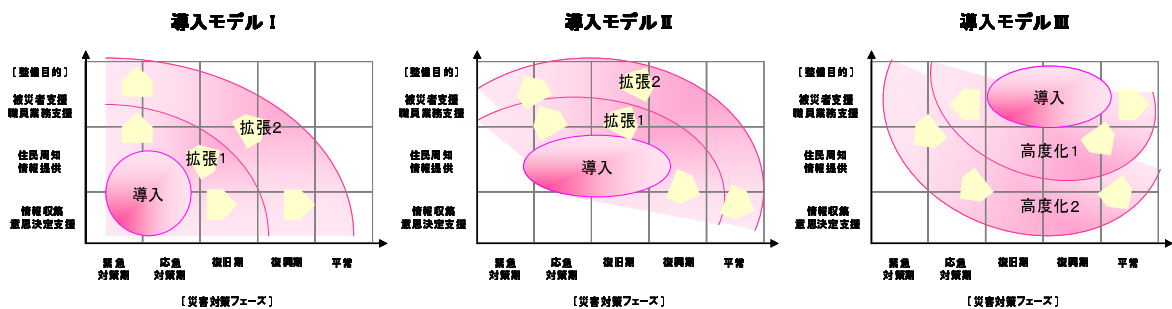 導入モデルⅠ
[整備目的]
被災者支援
職員業務支援
住民周知
情報提供
情報収集
意思決定支援
拡張2
拡張1
導入
緊急
対策期
応急
対策期
復旧期
復興期
平常
[災害対策フェーズ]
導入モデルⅡ
[整備目的]
被災者支援
職員業務支援
住民周知
情報提供
情報収集
意思決定支援
拡張2
拡張1
導入
緊急
対策期
応急
対策期
復旧期
復興期
平常
[災害対策フェーズ]
導入モデルⅢ
[整備目的]
被災者支援
職員業務支援
住民周知
情報提供
情報収集
意思決定支援
導入
高度化1
高度化2
緊急
対策期
応急
対策期
復旧期
復興期
平常
[災害対策フェーズ]